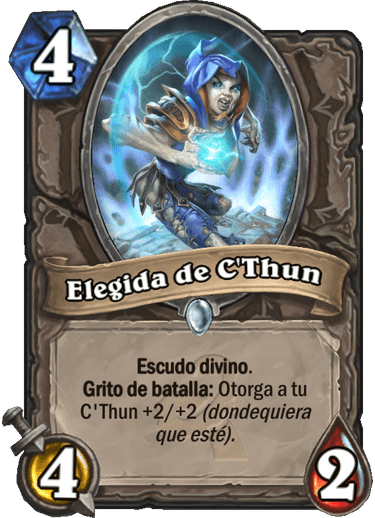 4
Elegida de C'Thun
Escudo divino.
Grito de batalla: Otorga a tu
C'Thun +2/+2 (dondequiera
que esté).
4
2